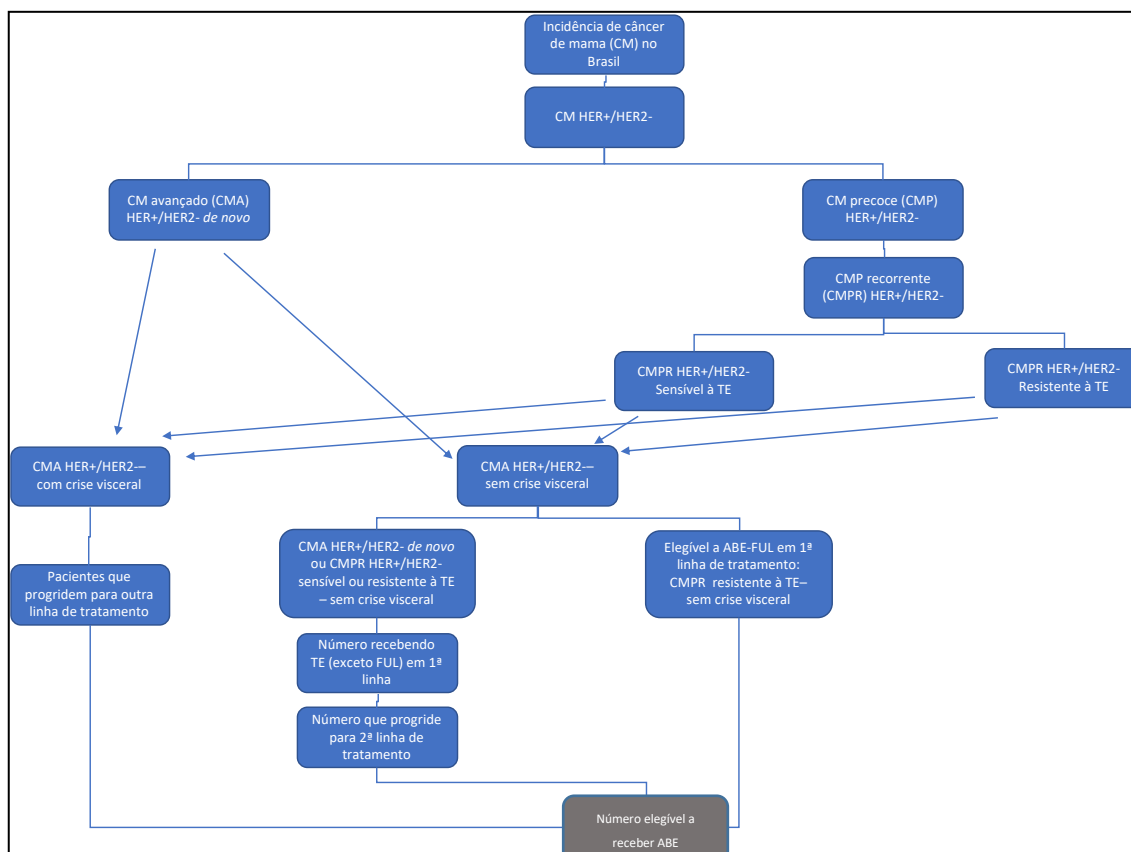 Incidência de câncer
de mama (CM) no
Brasil
CM HER+/HER2-
CM avançado (CMA)
HER+/HER2- de novo
CM precoce (CMP)
HER+/HER2-
CMP recorrente
(CMPR) HER+/HER2-
CMPR HER+/HER2-
Sensível à TE
CMPR HER+/HER2-
Resistente à TE
CMA HER+/HER2-–
com crise visceral
CMA HER+/HER2-–
sem crise visceral
Pacientes que
progridem para outra
linha de tratamento
CMA HER+/HER2- de novo
ou CMPR HER+/HER2-
sensível ou resistente à TE
– sem crise visceral
Elegível a ABE-FUL em 1ª
linha de tratamento:
CMPR resistente à TE–
sem crise visceral
Número recebendo
TE (exceto FUL) em 1ª
linha
Número que progride
para 2ª linha de
tratamento
Número elegível a
receber ABE